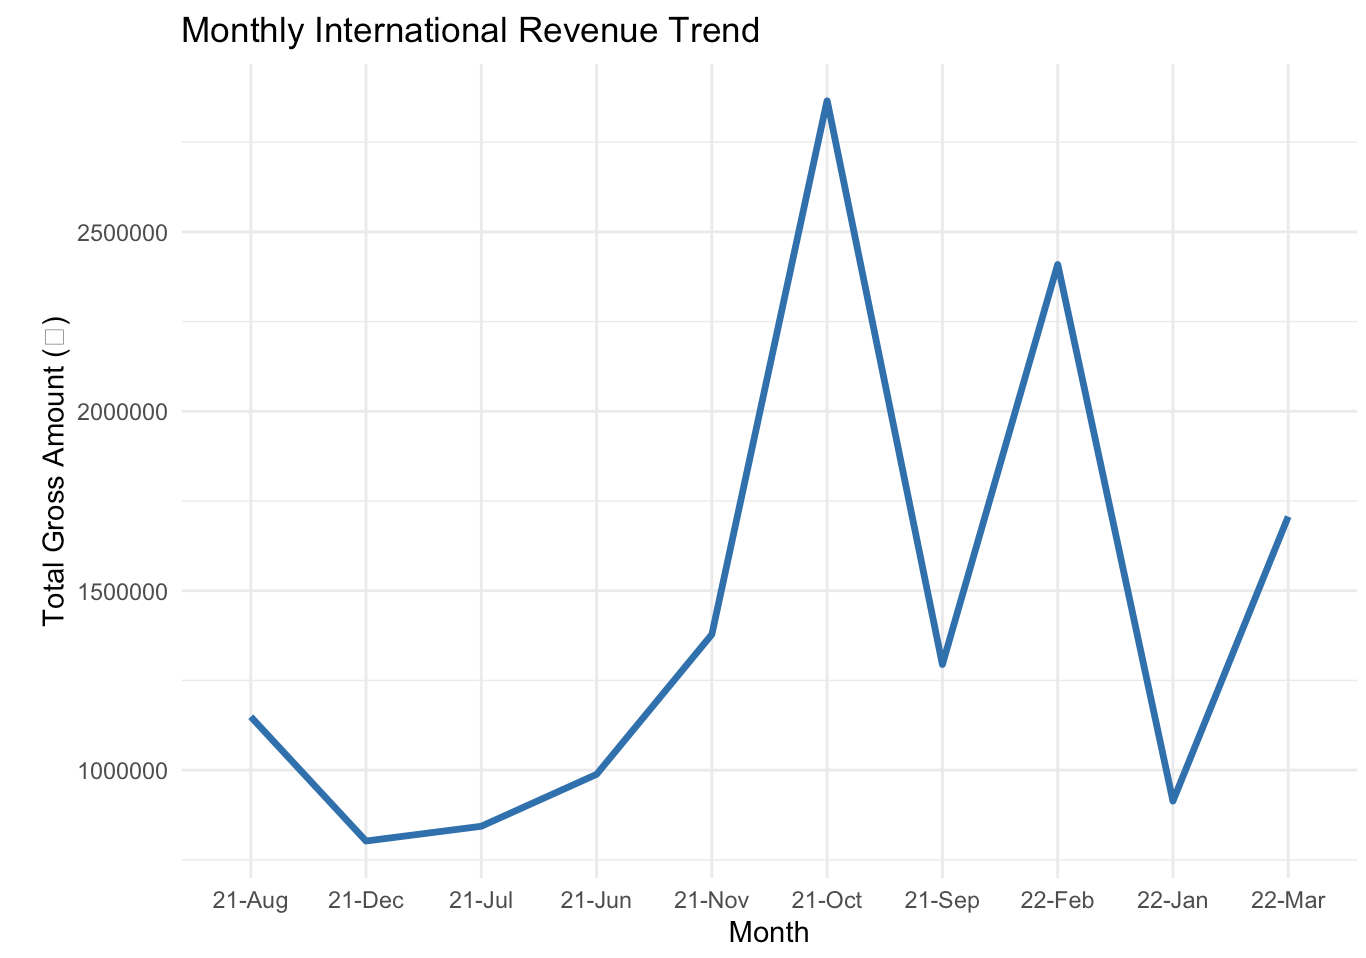 Monthly International Revenue Trend
Total Gross Amount (□)
2500000
2000000
1500000
1000000
21-Aug 21-Dec 21-Jul 21-Jun 21-Nov 21-Oct 21-Sep 22-Feb 22-Jan 22-Mar
Month